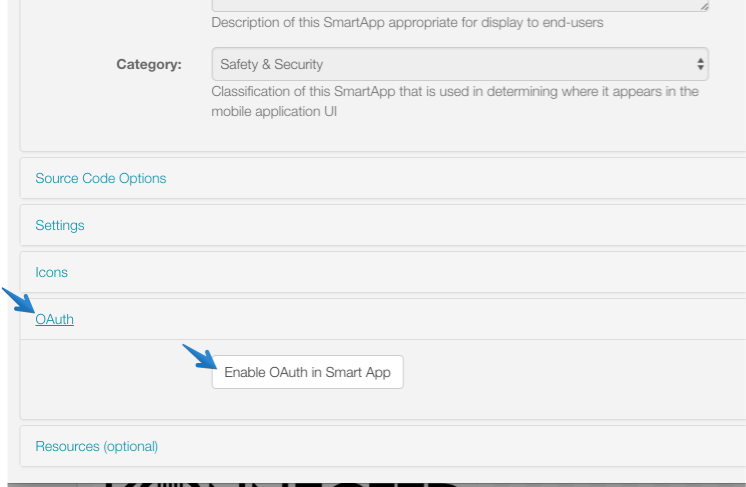 Description of this SmartApp appropriate for display to end-users
Category:
Safety & Security
Classification of this SmartApp that is used in determining where it appears in the
mobile application UI
Source Code Options
Settings
Icons
OAuth
Enable OAuth in Smart App
Resources (optional)